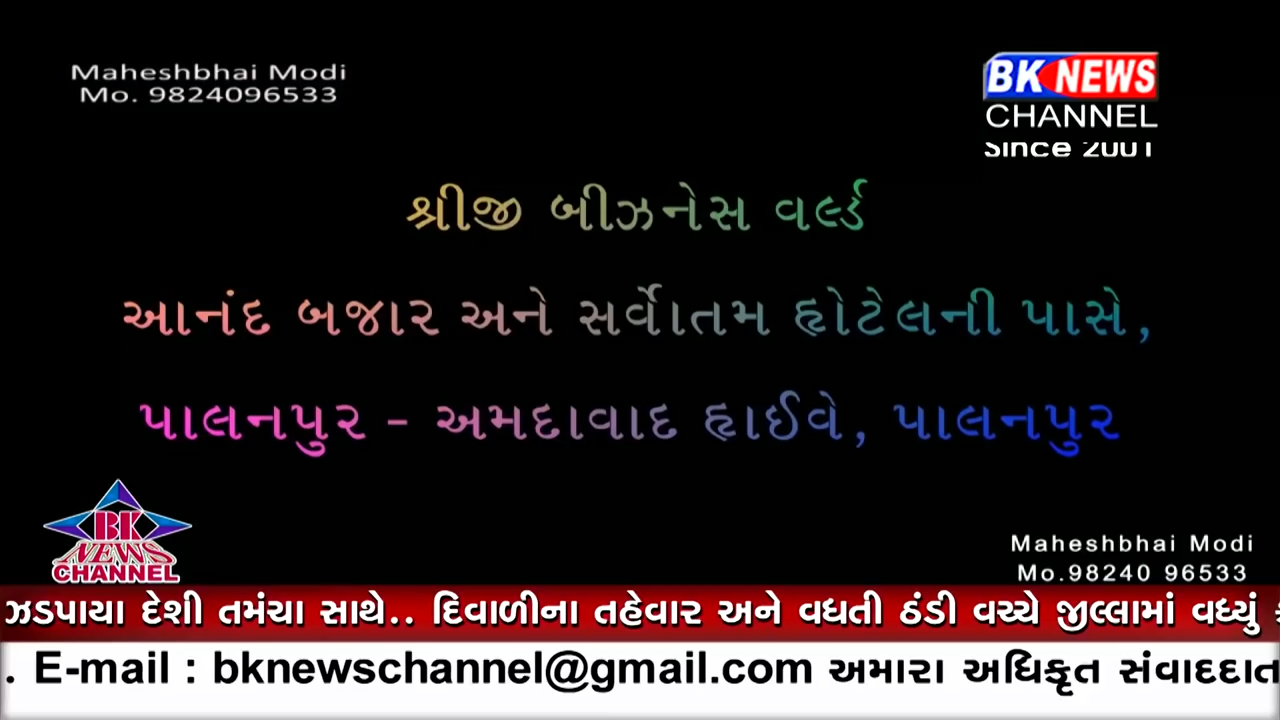 Maheshbhai Modi
Mo. 9824096533
BK NEWS
CHANNEL
Since 2001
શ્રીજી બીઝનેસ વર્લ્ડ
આનંદ બજાર અને સર્વોતમ હોટેલની પાસે,
પાલનપુર - અમદાવાદ હાઈવે, પાલનપુર
BK
NEWS
CHANNEL
Maheshbhai Modi
Mo.98240 96533
ઝડપાયા દેશી તમંચા સાથે.. દિવાળીના તહેવાર અને વધતી ઠંડી વચ્ચે જીલ્લામાં વધ્યું
. E-mail : bknewschannel@gmail.com અમારા અધિકૃત સંવાદદાત